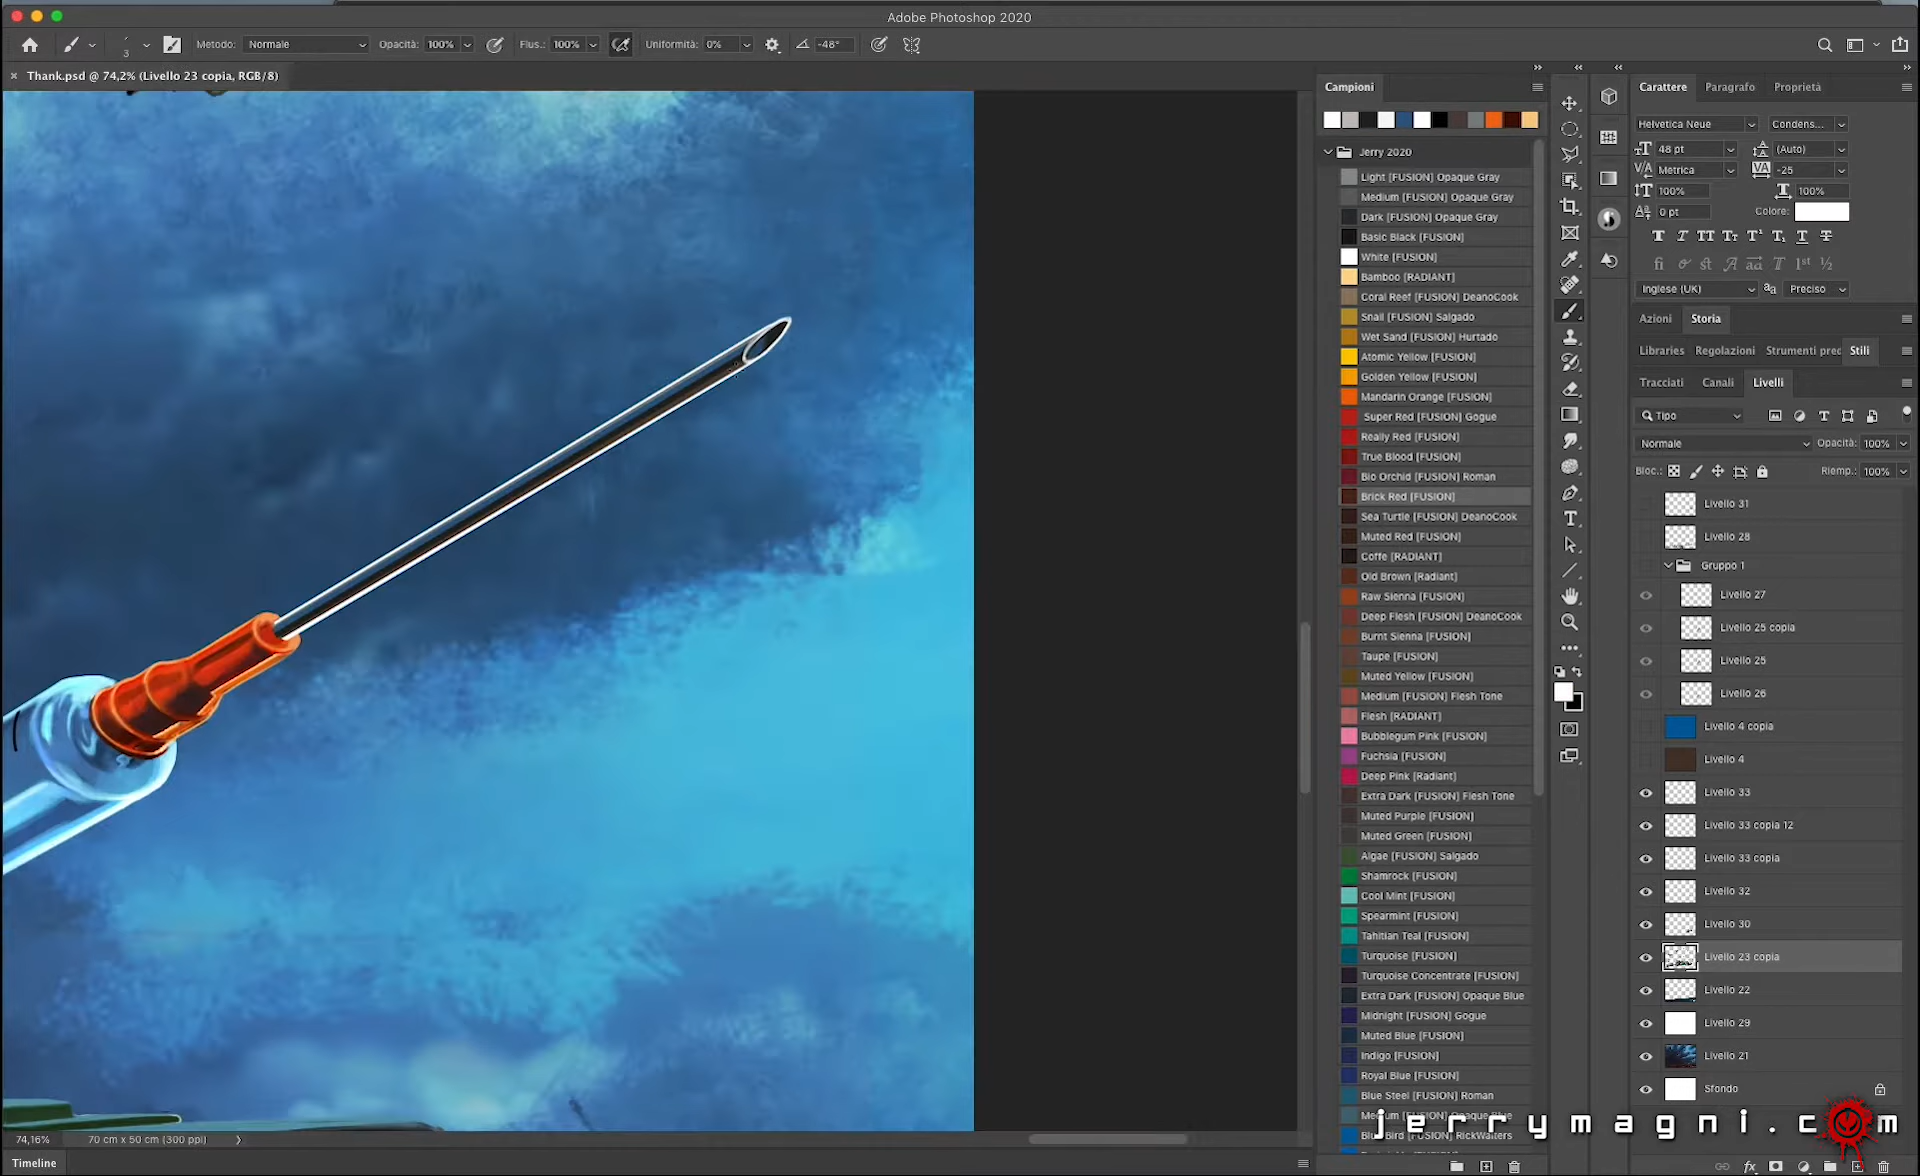 Adobe Photoshop 2020
3 Metodo: Normale Opacità: 100% Flus.: 100% Uniformità: 0% -48°
Thank.psd @ 74,2% (Livello 23 copia, RGB/8)
Campioni
Jerry 2020
Light [FUSION] Opaque Gray
Medium [FUSION] Opaque Gray
Dark [FUSION] Opaque Gray
Basic Black [FUSION]
White [FUSION]
Bamboo [RADIANT]
Coral Reef [FUSION] DeanoCook
Snail [FUSION] Salgado
Wet Sand [FUSION] Hurtado
Atomic Yellow [FUSION]
Golden Yellow [FUSION]
Mandarin Orange [FUSION]
Super Red [FUSION] Gogue
Really Red [FUSION]
True Blood [FUSION]
Bio Orchid [FUSION] Roman
Brick Red [FUSION]
Sea Turtle [FUSION] DeanoCook
Muted Red [FUSION]
Coffe [RADIANT]
Old Brown [Radiant]
Raw Sienna [FUSION]
Deep Flesh [FUSION] DeanoCook
Burnt Sienna [FUSION]
Taupe [FUSION]
Muted Yellow [FUSION]
Medium [FUSION] Flesh Tone
Flesh [RADIANT]
Bubblegum Pink [FUSION]
Fuchsia [FUSION]
Deep Pink [Radiant]
Extra Dark [FUSION] Flesh Tone
Muted Purple [FUSION]
Muted Green [FUSION]
Algae [FUSION] Salgado
Shamrock [FUSION]
Cool Mint [FUSION]
Spearmint [FUSION]
Tahitian Teal [FUSION]
Turquoise [FUSION]
Turquoise Concentrate [FUSION]
Extra Dark [FUSION] Opaque Blue
Midnight [FUSION] Gogue
Muted Blue [FUSION]
Indigo [FUSION]
Royal Blue [FUSION]
Blue Steel [FUSION] Roman
Medium [FUSION] Opaque Blue
Blue Bird [FUSION] RickWalters
Carattere Paragrafo Proprietà
Helvetica Neue Condens...
48 pt (Auto)
Metrica -25
100% 100%
0 pt Colore:
Inglese (UK) aa Preciso
Azioni Storia
Libraries Regolazioni Strumenti pred Stili
Tracciati Canali Livelli
Tipo
Normale Opacità: 100%
Bloc.: Riemp.: 100%
Livello 31
Livello 28
Gruppo 1
Livello 27
Livello 25 copia
Livello 25
Livello 26
Livello 4 copia
Livello 4
Livello 33
Livello 33 copia 12
Livello 33 copia
Livello 32
Livello 30
Livello 23 copia
Livello 22
Livello 29
Livello 21
Sfondo
jerrymagni.com
74,16% 70 cm x 50 cm (300 ppi)
Timeline